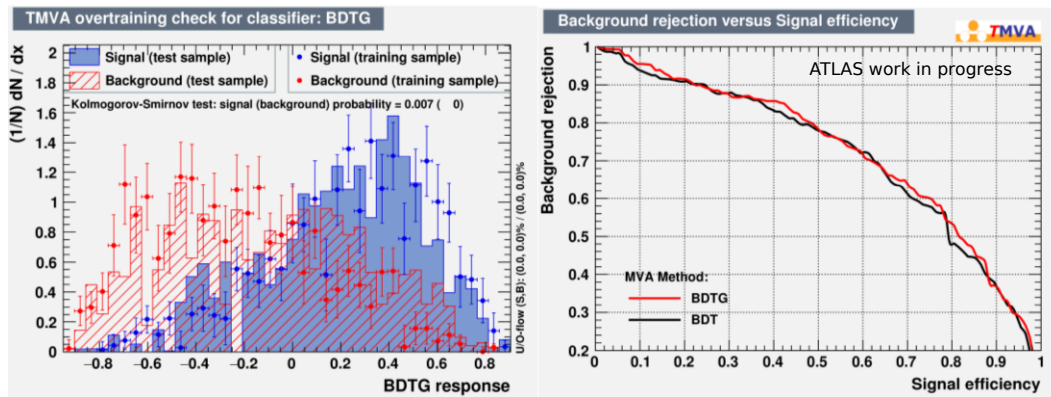 TMVA overtraining check for classifier: BDTG
(1/N) dN / dx
2
1.8
1.6
1.4
1.2
1
0.8
0.6
0.4
0.2
0
Signal (test sample)
Background (test sample)
Signal (training sample)
Background (training sample)
Kolmogorov-Smirnov test: signal (background) probability = 0.007 ( 0)
U/O-flow (S,B): (0.0, 0.0)% / (0.0, 0.0)%
−0.8 −0.6 −0.4 −0.2 0 0.2 0.4 0.6 0.8
BDTG response
Background rejection versus Signal efficiency
TMVA
ATLAS work in progress
Background rejection
1
0.9
0.8
0.7
0.6
0.5
0.4
0.3
0.2
MVA Method:
BDTG
BDT
0 0.1 0.2 0.3 0.4 0.5 0.6 0.7 0.8 0.9 1
Signal efficiency